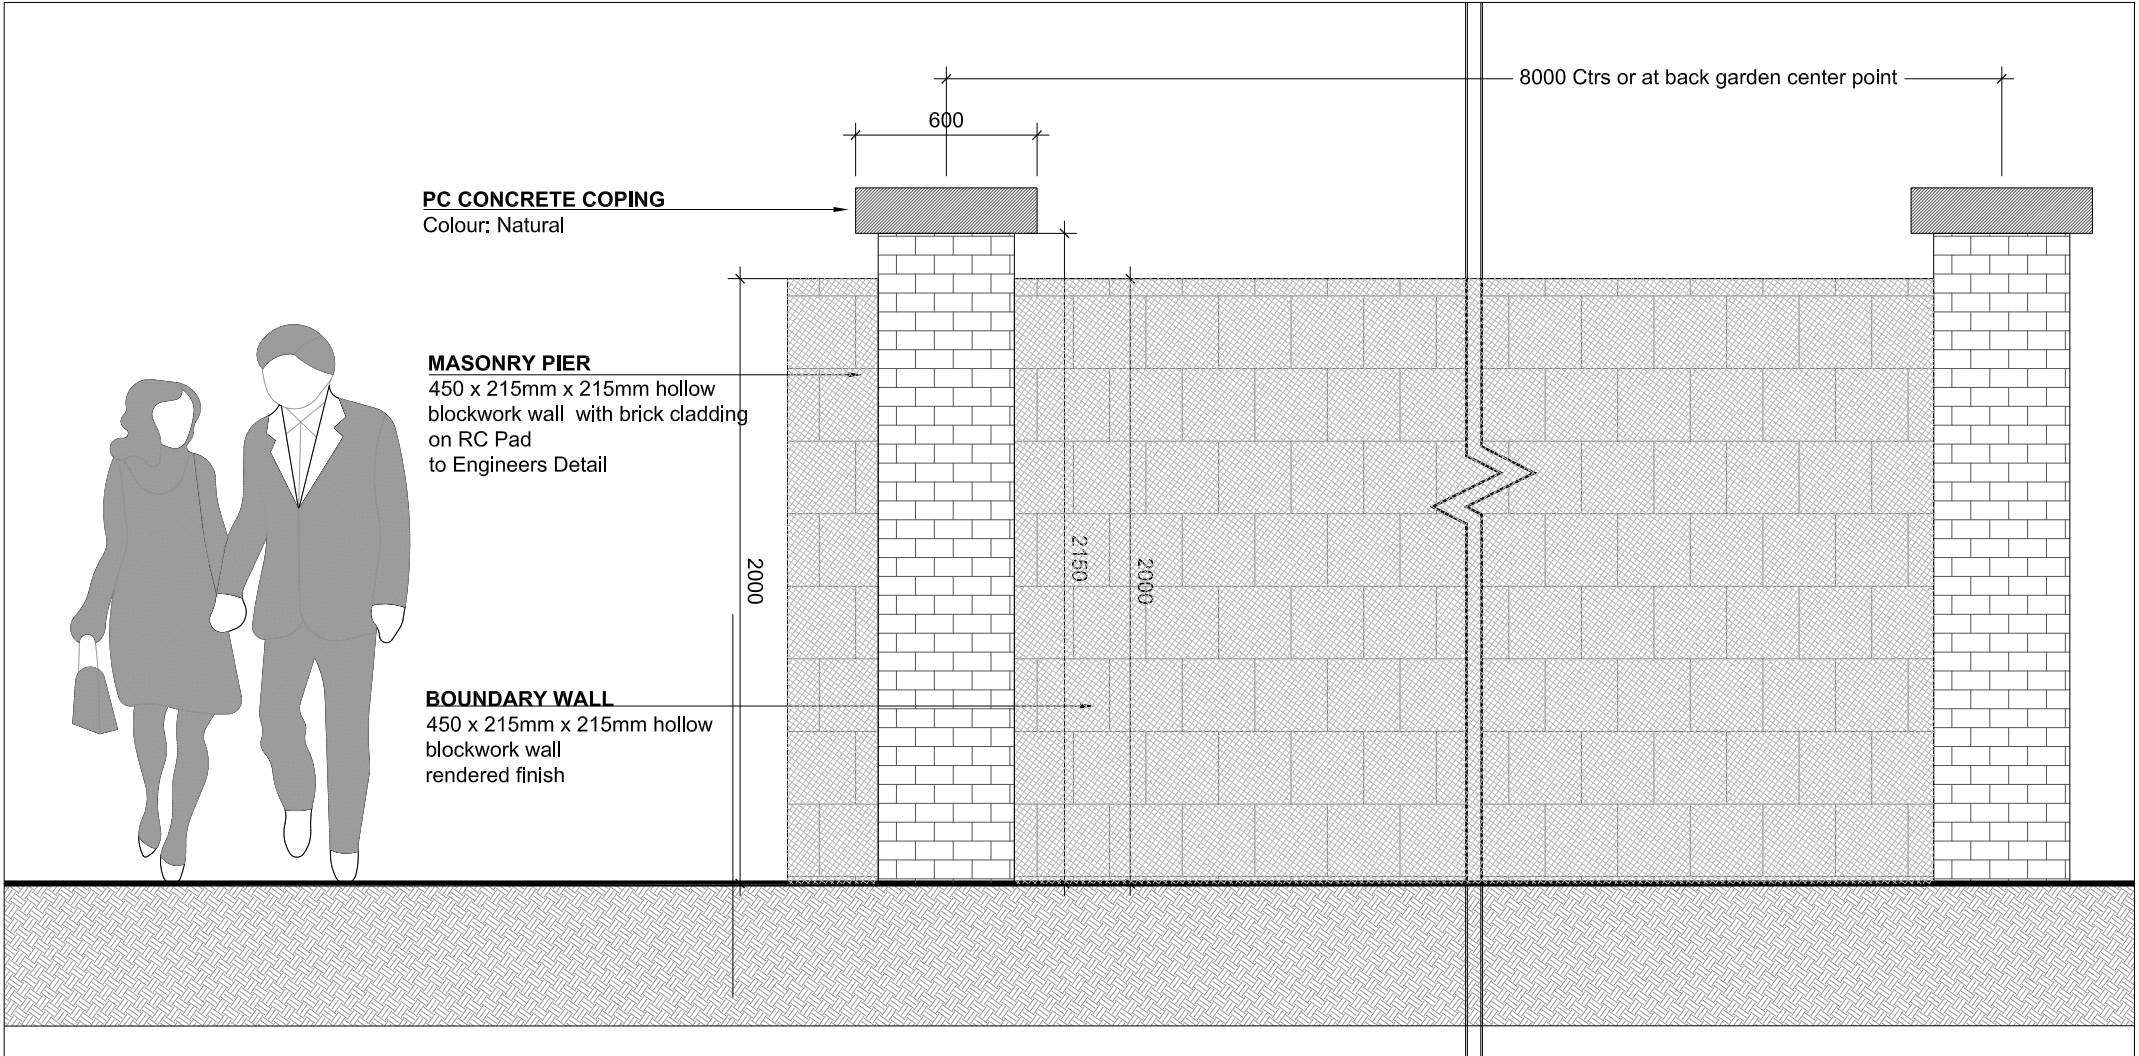 8000 Ctrs or at back garden center point
600
PC CONCRETE COPING
Colour: Natural
MASONRY PIER
450 x 215mm x 215mm hollow
blockwork wall with brick cladding
on RC Pad
to Engineers Detail
2000
2150
2000
BOUNDARY WALL
450 x 215mm x 215mm hollow
blockwork wall
rendered finish